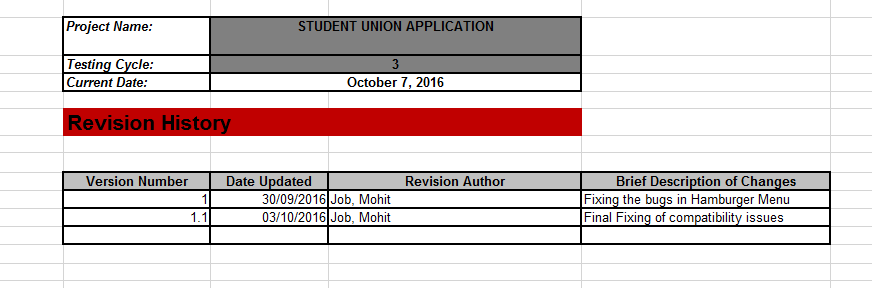 Project Name: STUDENT UNION APPLICATION
Testing Cycle: 3
Current Date: October 7, 2016
Revision History
Version Number Date Updated Revision Author Brief Description of Changes
1 30/09/2016 Job, Mohit Fixing the bugs in Hamburger Menu
1.1 03/10/2016 Job, Mohit Final Fixing of compatibility issues